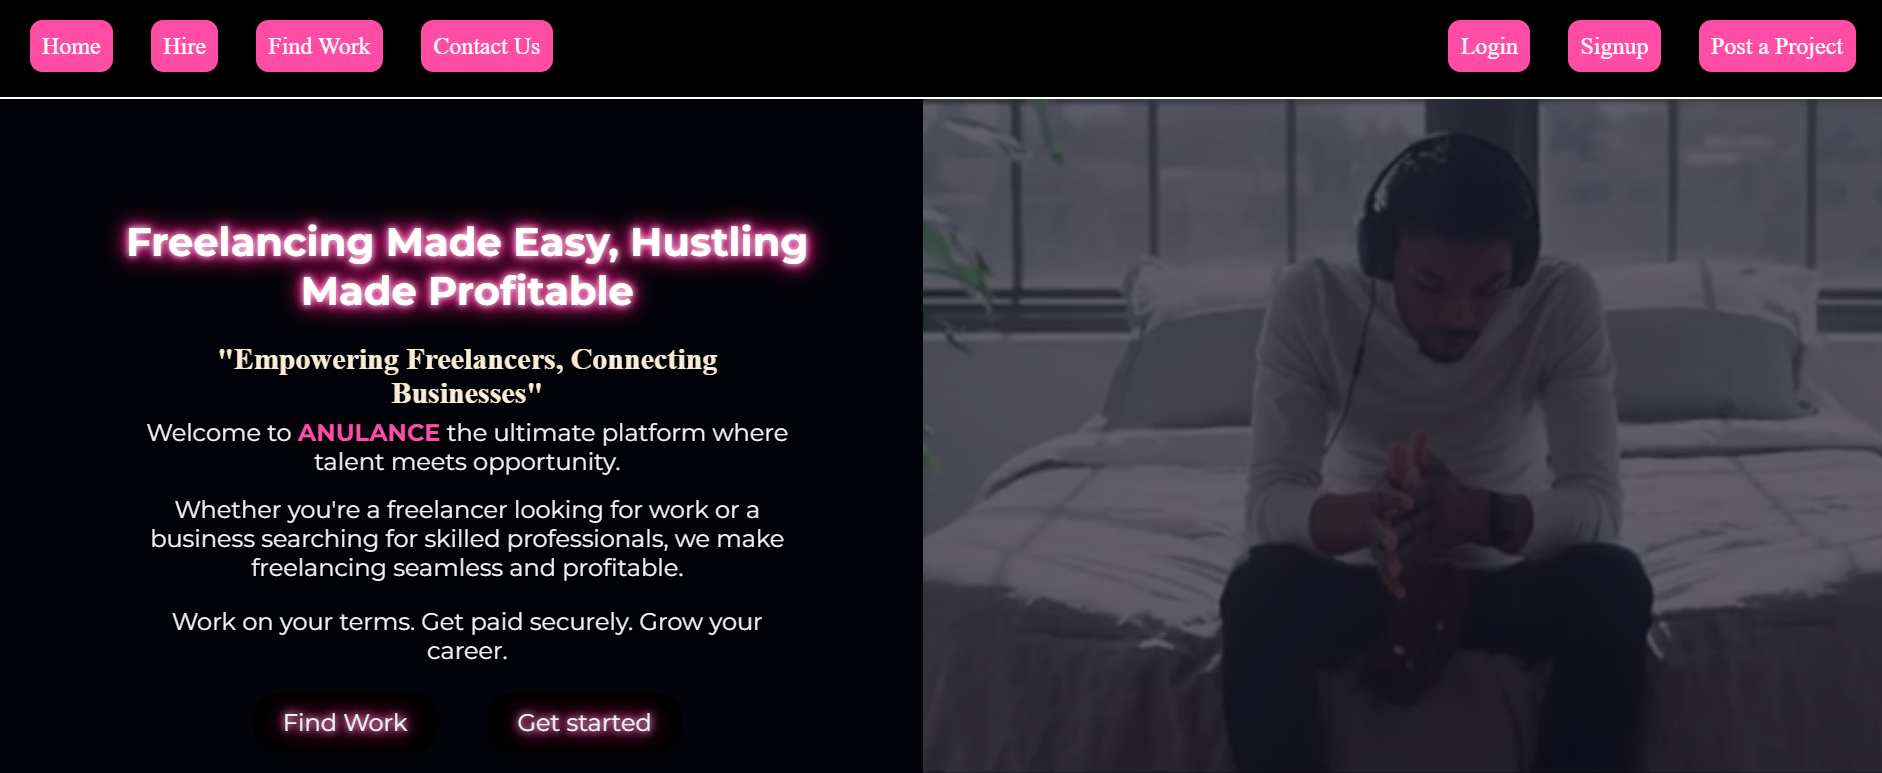 Home Hire Find Work Contact Us Login Signup Post a Project
Freelancing Made Easy, Hustling
Made Profitable
"Empowering Freelancers, Connecting
Businesses"
Welcome to ANULANCE the ultimate platform where
talent meets opportunity.
Whether you're a freelancer looking for work or a
business searching for skilled professionals, we make
freelancing seamless and profitable.
Work on your terms. Get paid securely. Grow your
career.
Find Work Get started